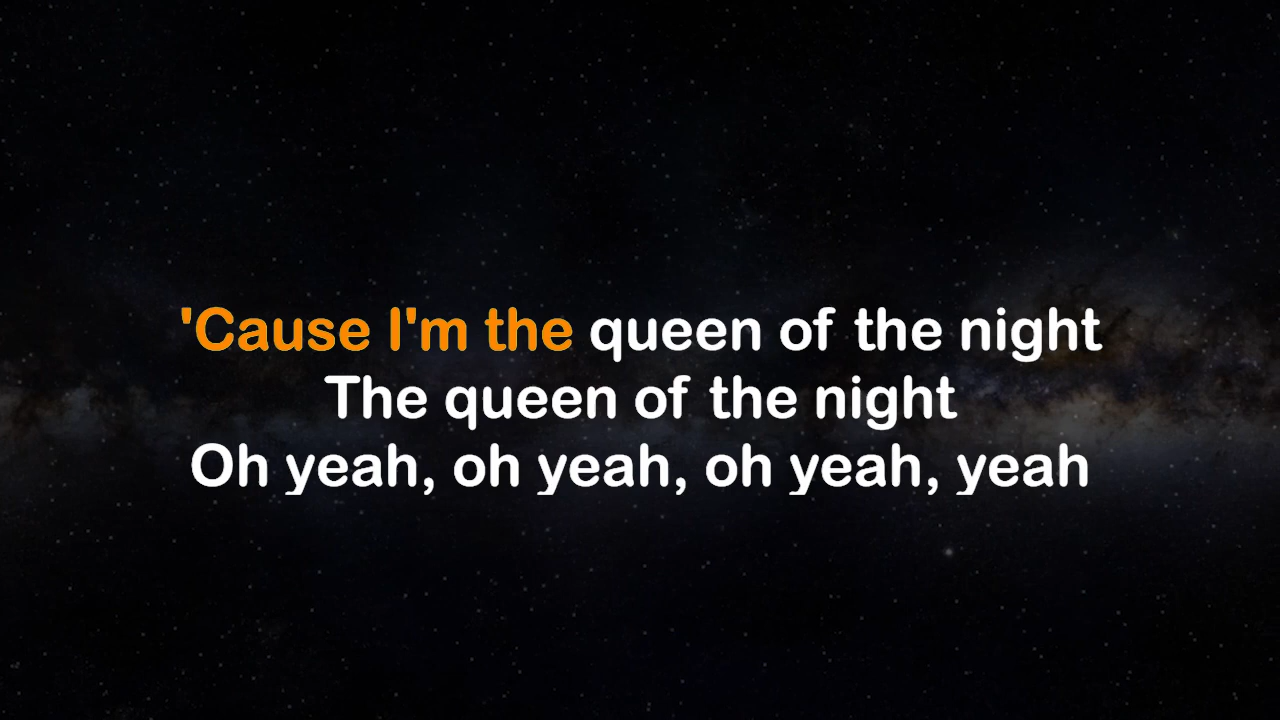 'Cause I'm the queen of the night
The queen of the night
Oh yeah, oh yeah, oh yeah, yeah